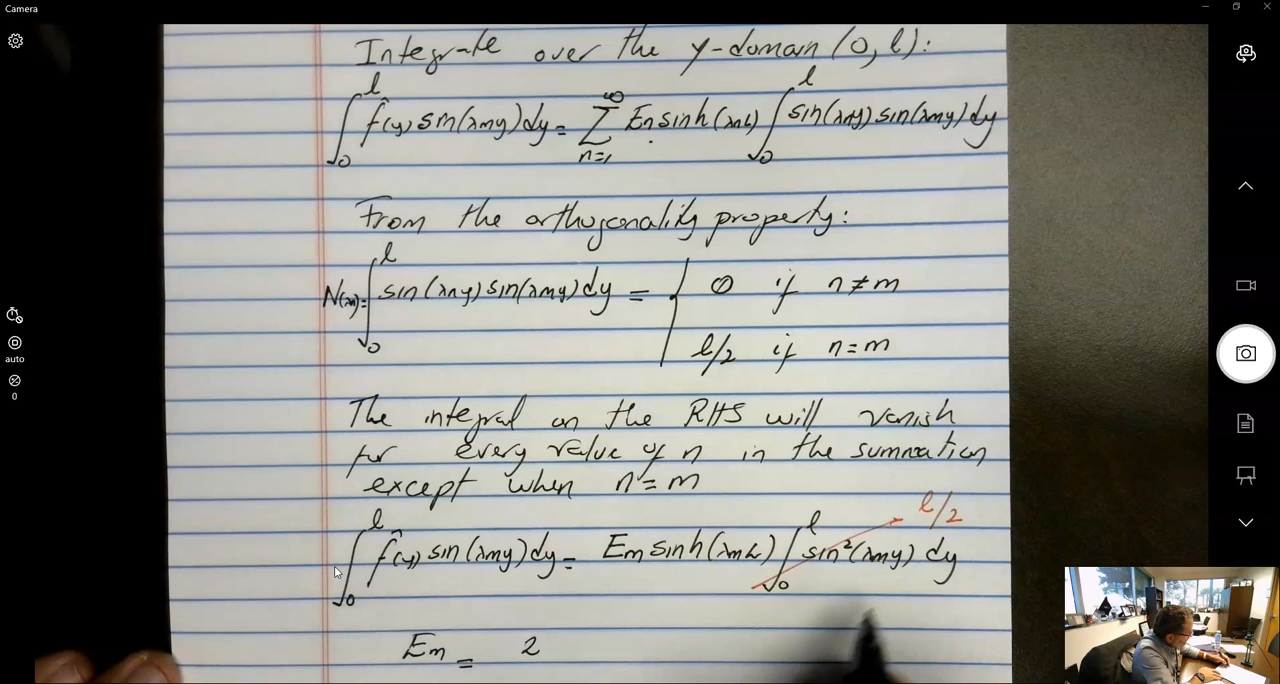 Camera
Integrate over the y-domain (0, l):
∫₀ˡ f̂(y) sin(λmy) dy = ∑ₙ₌₁^∞ En sinh(λnL) ∫₀ˡ sin(λny) sin(λmy) dy
From the orthogonality property:
N(λn) = ∫₀ˡ sin(λny) sin(λmy) dy = { 0 if n ≠ m
l/2 if n = m
The integral on the RHS will vanish
for every value of n in the summation
except when n = m
l/2
∫₀ˡ f̂(y) sin(λmy) dy = Em sinh(λmL) ∫₀ˡ sin²(λmy) dy
Em = 2
auto
0